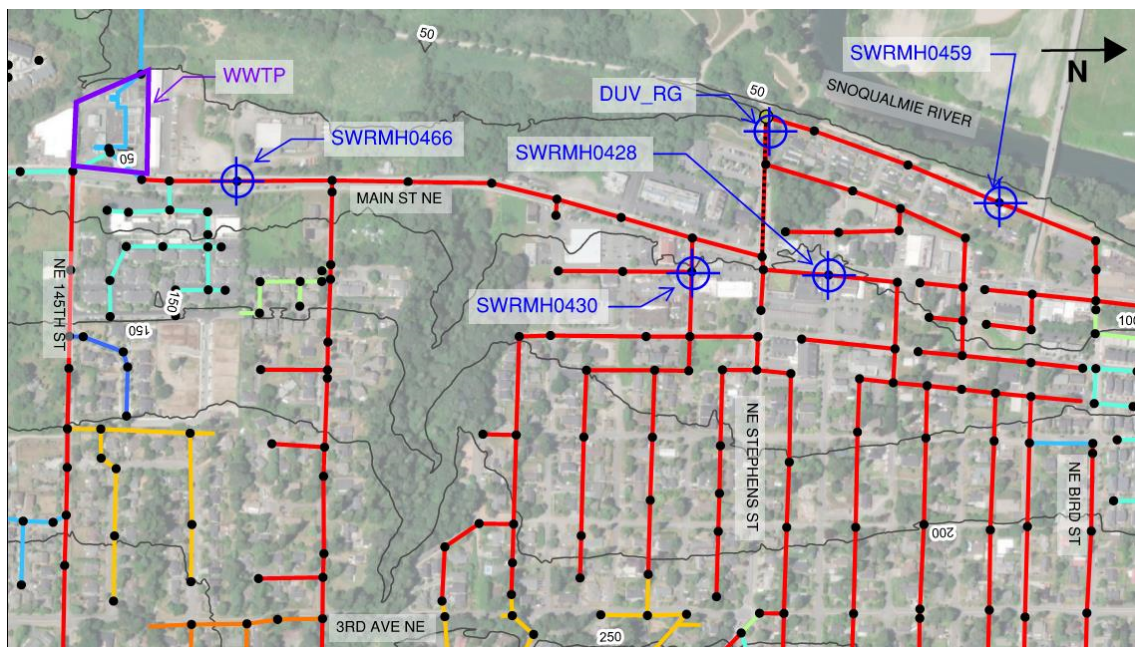 50
SWRMH0459
WWTP
DUV_RG
50
N
SNOQUALMIE RIVER
SWRMH0466
SWRMH0428
50
MAIN ST NE
NE 145TH ST
150
150
SWRMH0430
100
NE STEPHENS ST
NE BIRD ST
200
3RD AVE NE
250